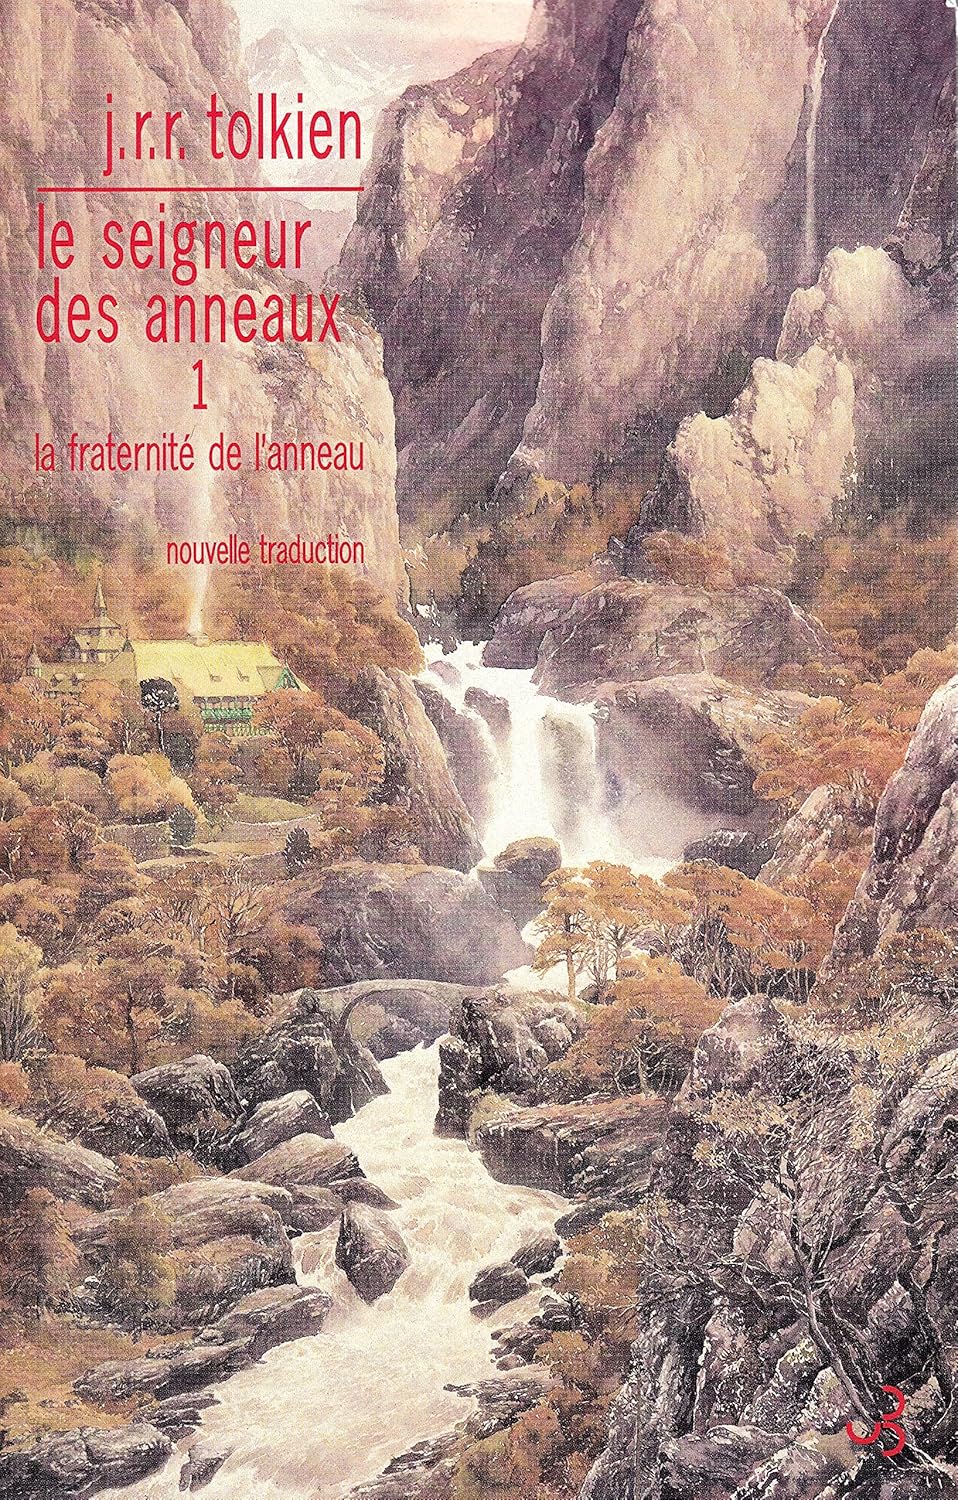 j.r.r. tolkien
le seigneur
des anneaux
1
la fraternité de l'anneau
nouvelle traduction